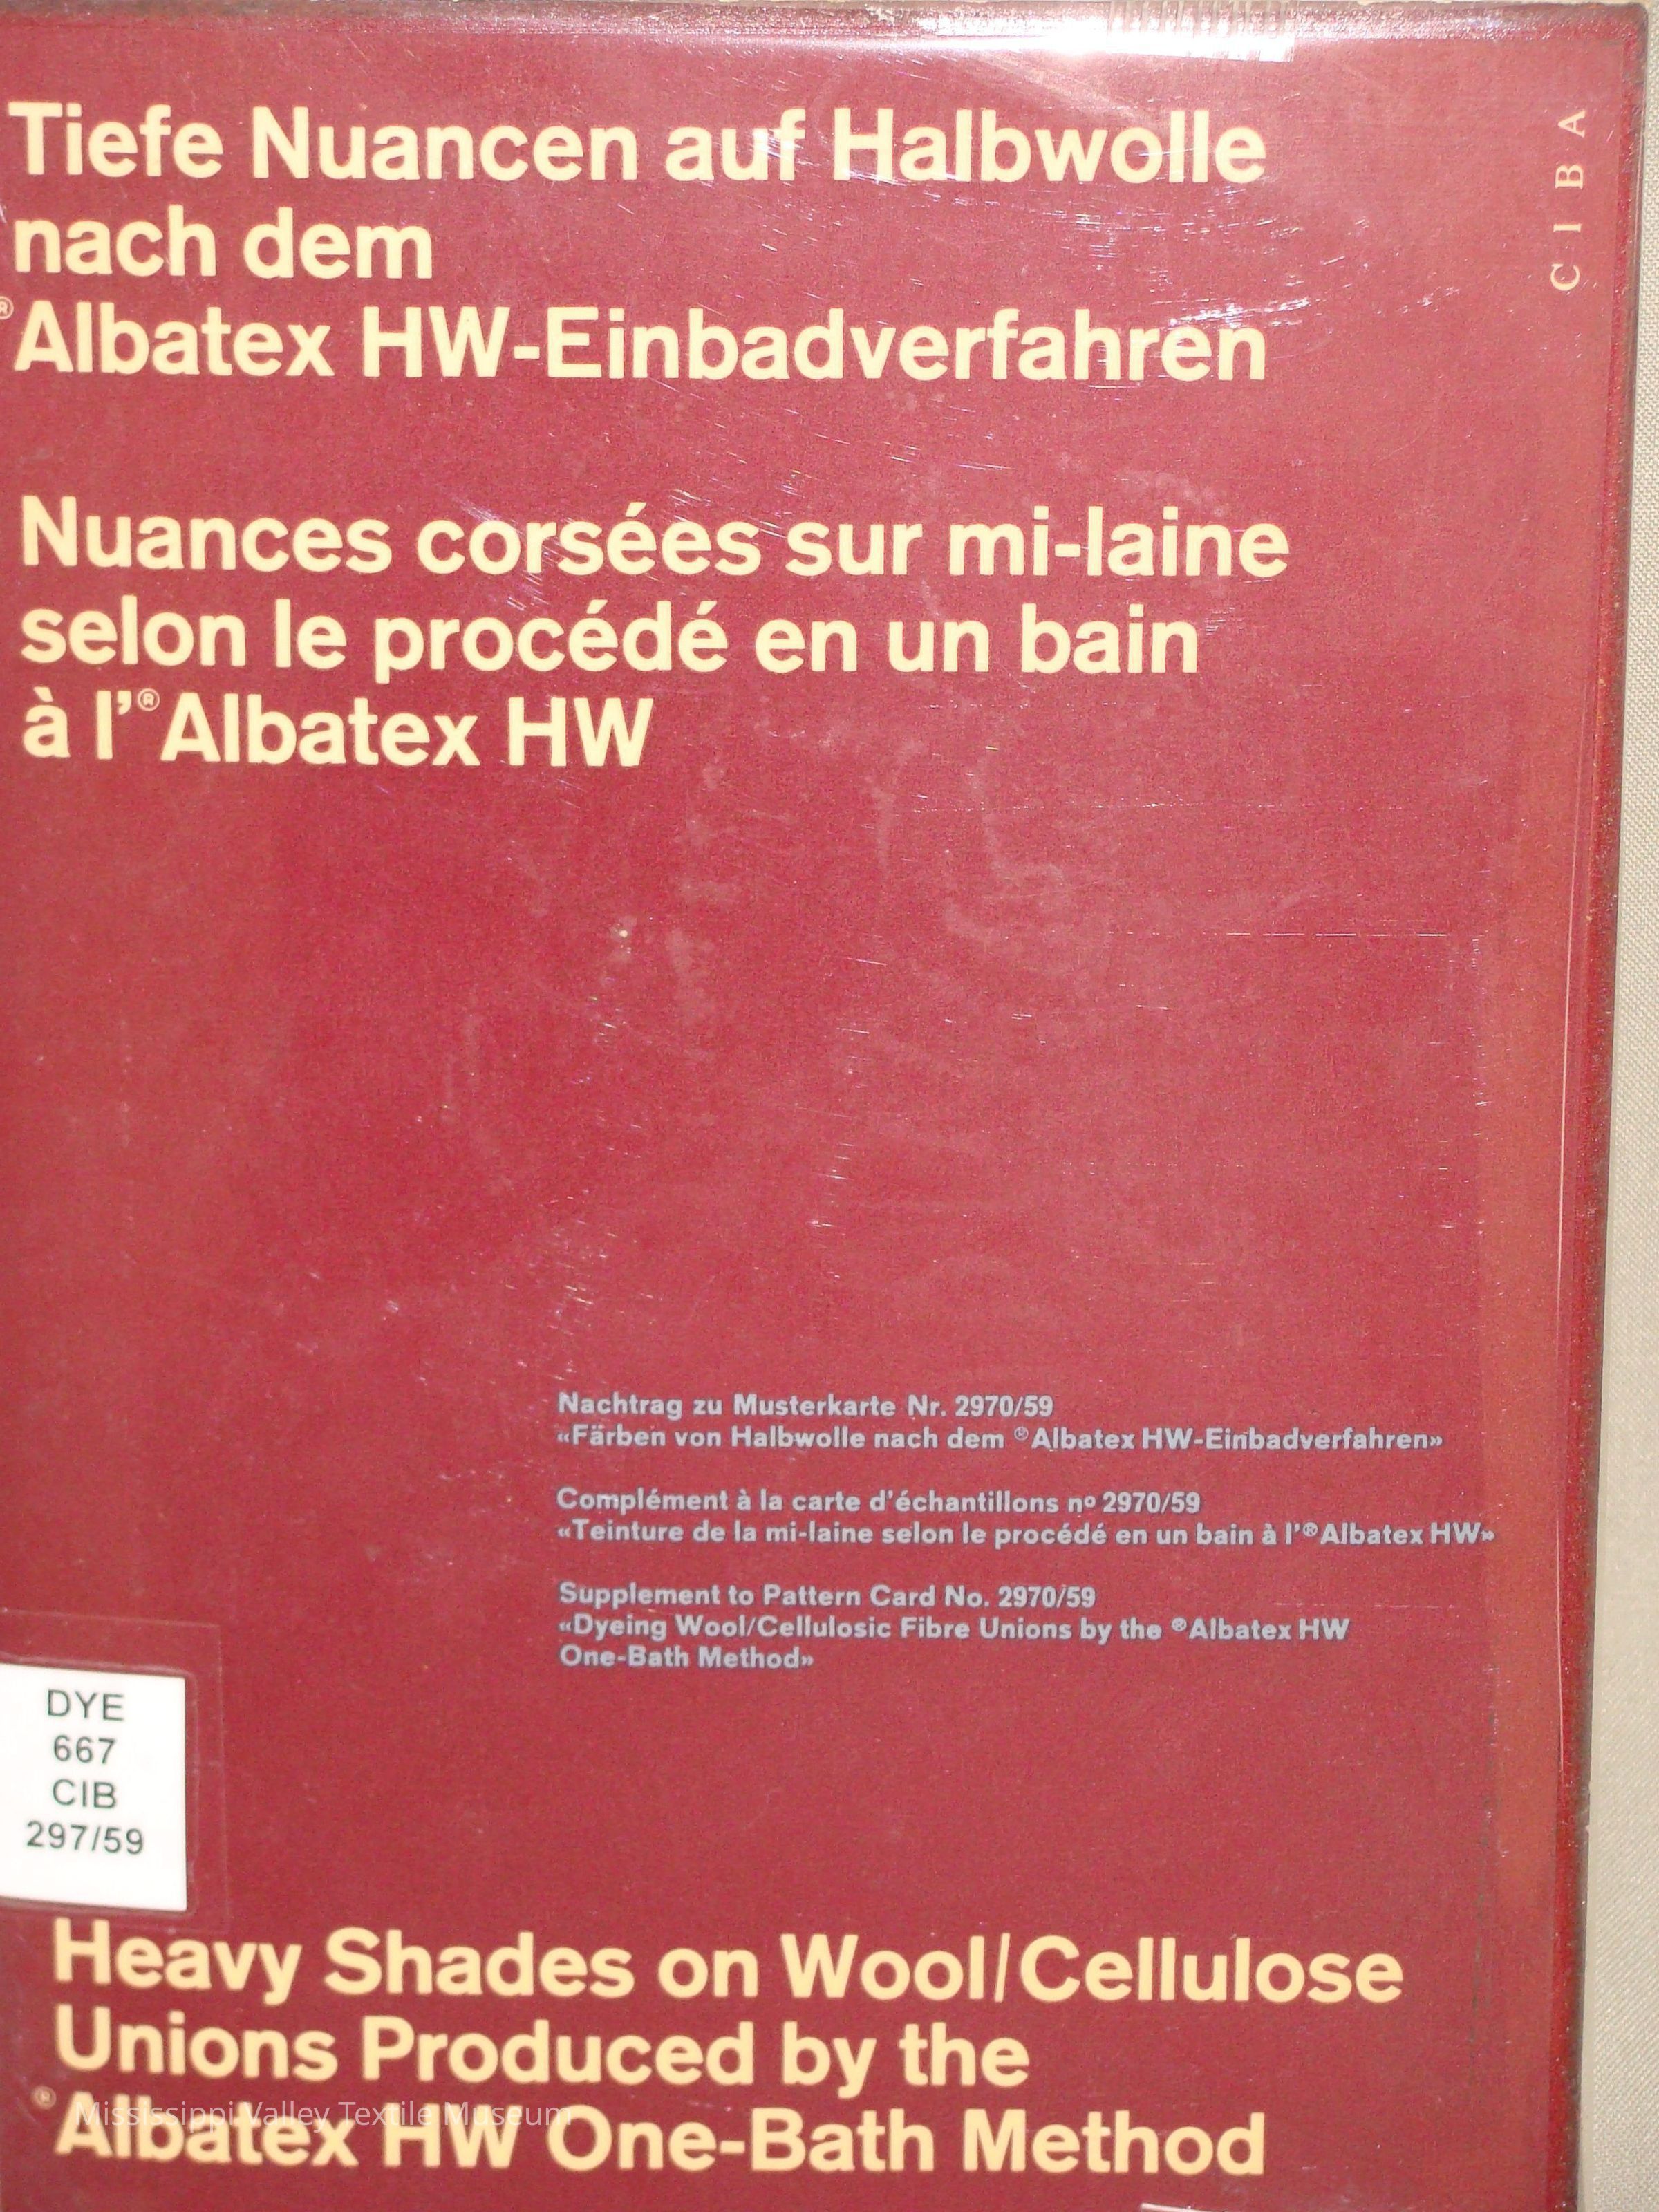 Tiefe Nuancen auf Halbwolle
nach dem
®Albatex HW-Einbadverfahren
CIBA
Nuances corsées sur mi-laine
selon le procédé en un bain
à l'®Albatex HW
Nachtrag zu Musterkarte Nr. 2970/59
«Färben von Halbwolle nach dem ®Albatex HW-Einbadverfahren»
Complément à la carte d'échantillons nº 2970/59
«Teinture de la mi-laine selon le procédé en un bain à l'®Albatex HW»
Supplement to Pattern Card No. 2970/59
«Dyeing Wool/Cellulosic Fibre Unions by the ®Albatex HW
One-Bath Method»
DYE
667
CIB
297/59
Heavy Shades on Wool/Cellulose
Unions Produced by the
®Albatex HW One-Bath Method
Mississippi Valley Textile Museum